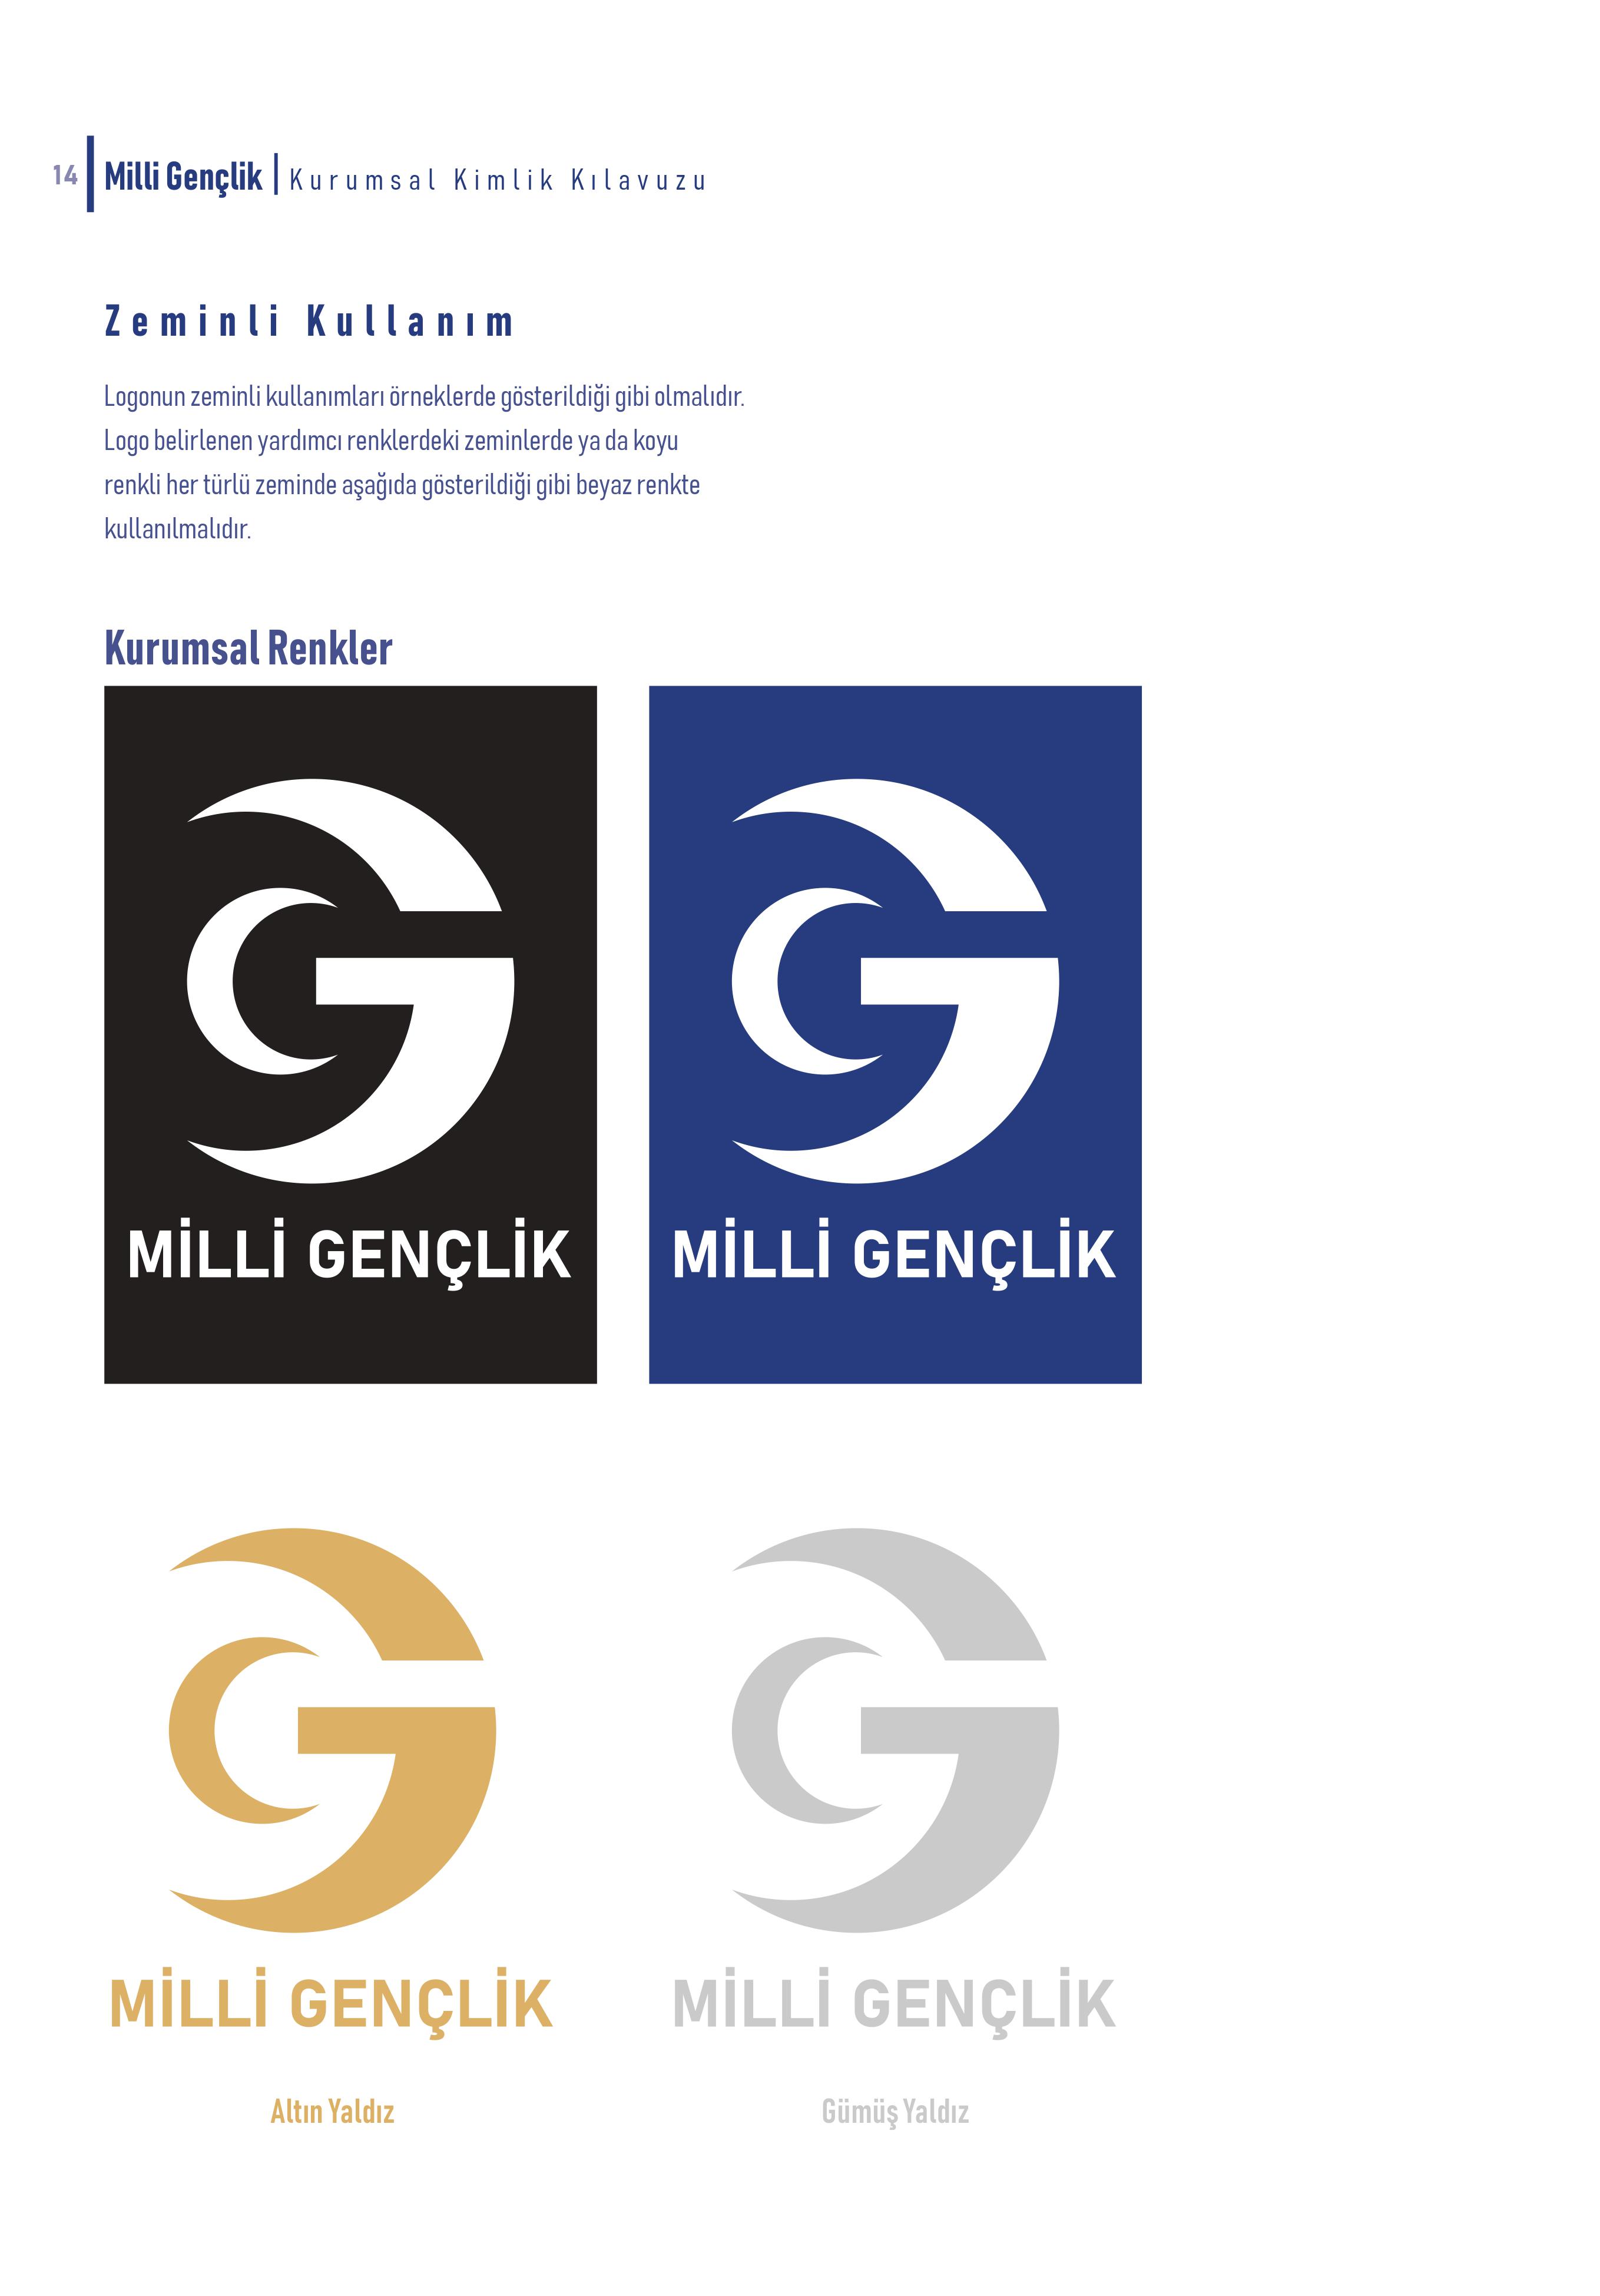 14 Milli Gençlik | Kurumsal Kimlik Kılavuzu
Zeminli Kullanım
Logonun zeminli kullanımları örneklerde gösterildiği gibi olmalıdır.
Logo belirlenen yardımcı renklerdeki zeminlerde ya da koyu
renkli her türlü zeminde aşağıda gösterildiği gibi beyaz renkte
kullanılmalıdır.
Kurumsal Renkler
MİLLİ GENÇLİK
MİLLİ GENÇLİK
MİLLİ GENÇLİK
MİLLİ GENÇLİK
Altın Yaldız
Gümüş Yaldız